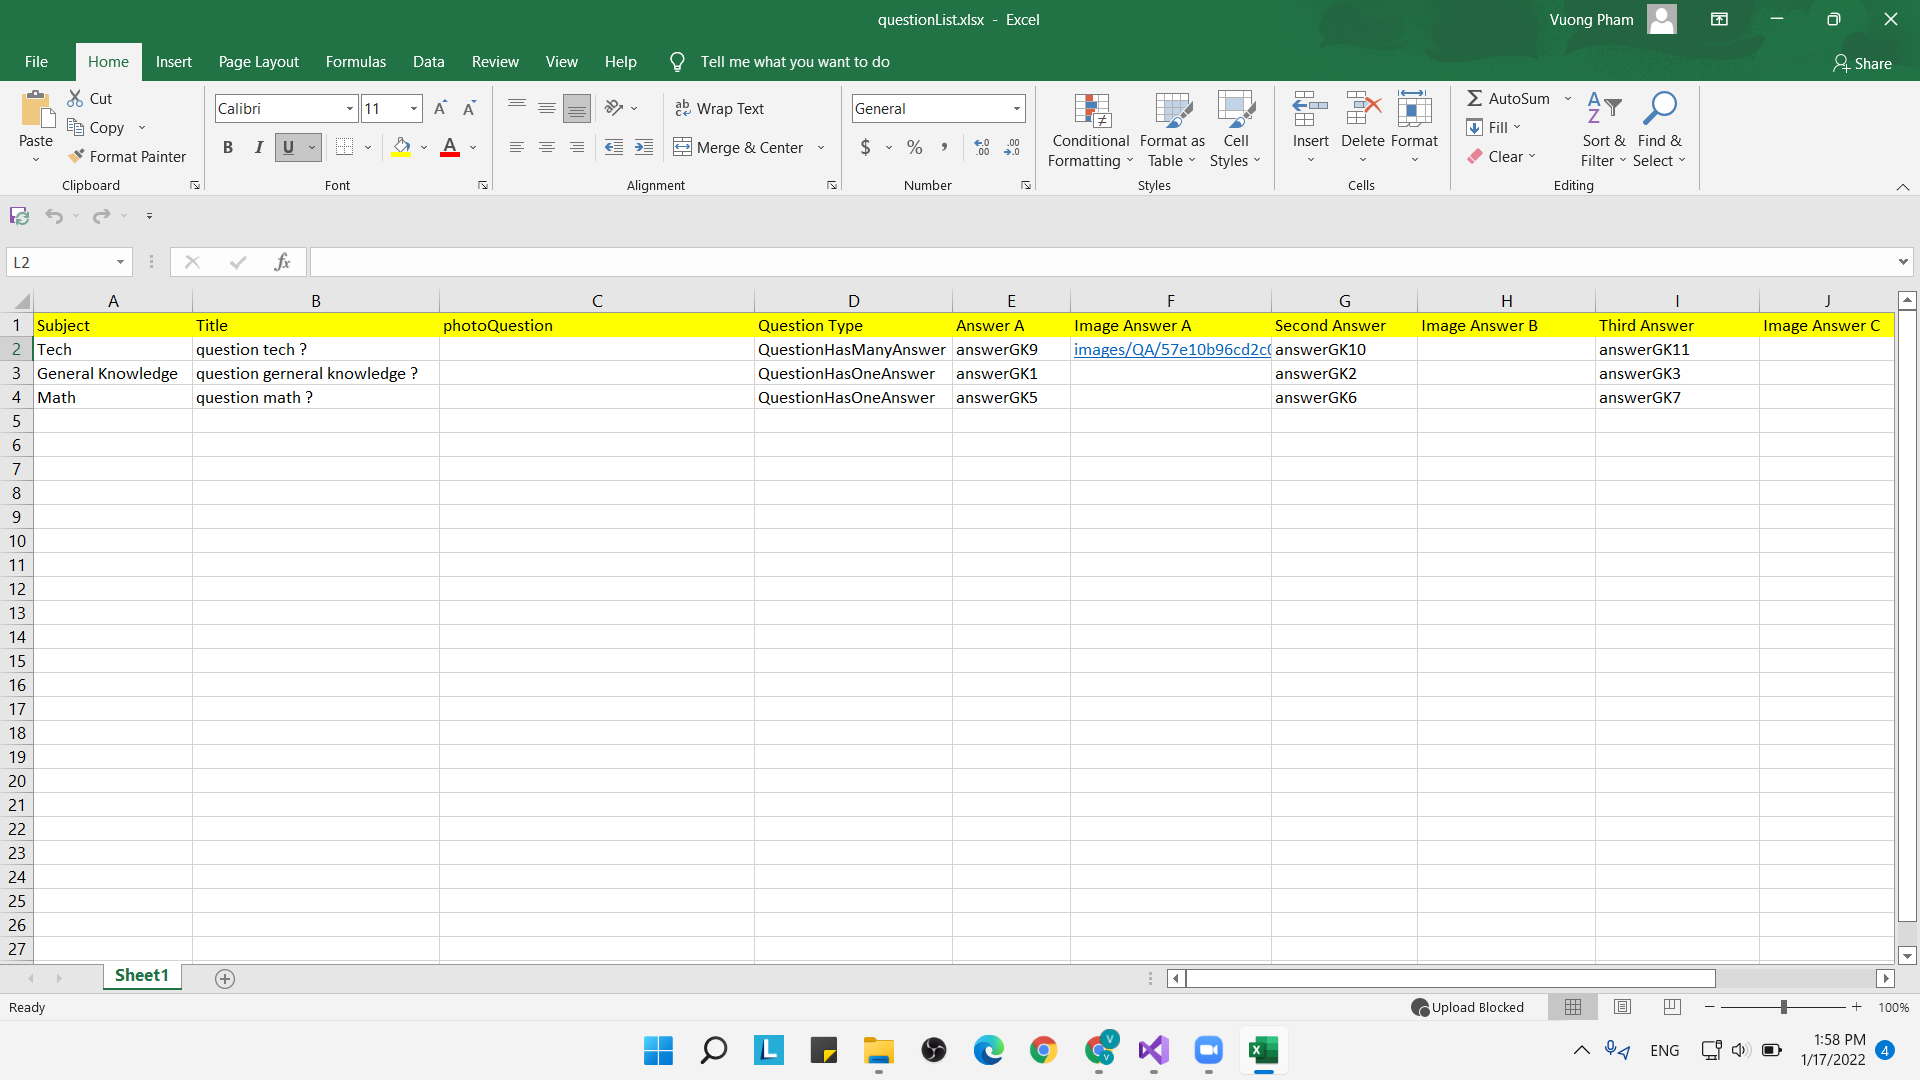 questionList.xlsx - Excel
Vuong Pham
File Home Insert Page Layout Formulas Data Review View Help Tell me what you want to do Share
Paste Cut
Copy
Format Painter
Clipboard
Calibri 11
B I U
Font
Wrap Text
Merge & Center
Alignment
General
$ % ,
Number
Conditional Formatting
Format as Table
Cell Styles
Styles
Insert Delete Format
Cells
AutoSum
Fill
Clear
Sort & Filter
Find & Select
Editing
L2 fx
A B C D E F G H I J
1 Subject Title photoQuestion Question Type Answer A Image Answer A Second Answer Image Answer B Third Answer Image Answer C
2 Tech question tech ? QuestionHasManyAnswer answerGK9 images/QA/57e10b96cd2c0 answerGK10 answerGK11
3 General Knowledge question gerneral knowledge ? QuestionHasOneAnswer answerGK1 answerGK2 answerGK3
4 Math question math ? QuestionHasOneAnswer answerGK5 answerGK6 answerGK7
5
6
7
8
9
10
11
12
13
14
15
16
17
18
19
20
21
22
23
24
25
26
27
Sheet1
Ready Upload Blocked 100%
ENG 1:58 PM 4
1/17/2022